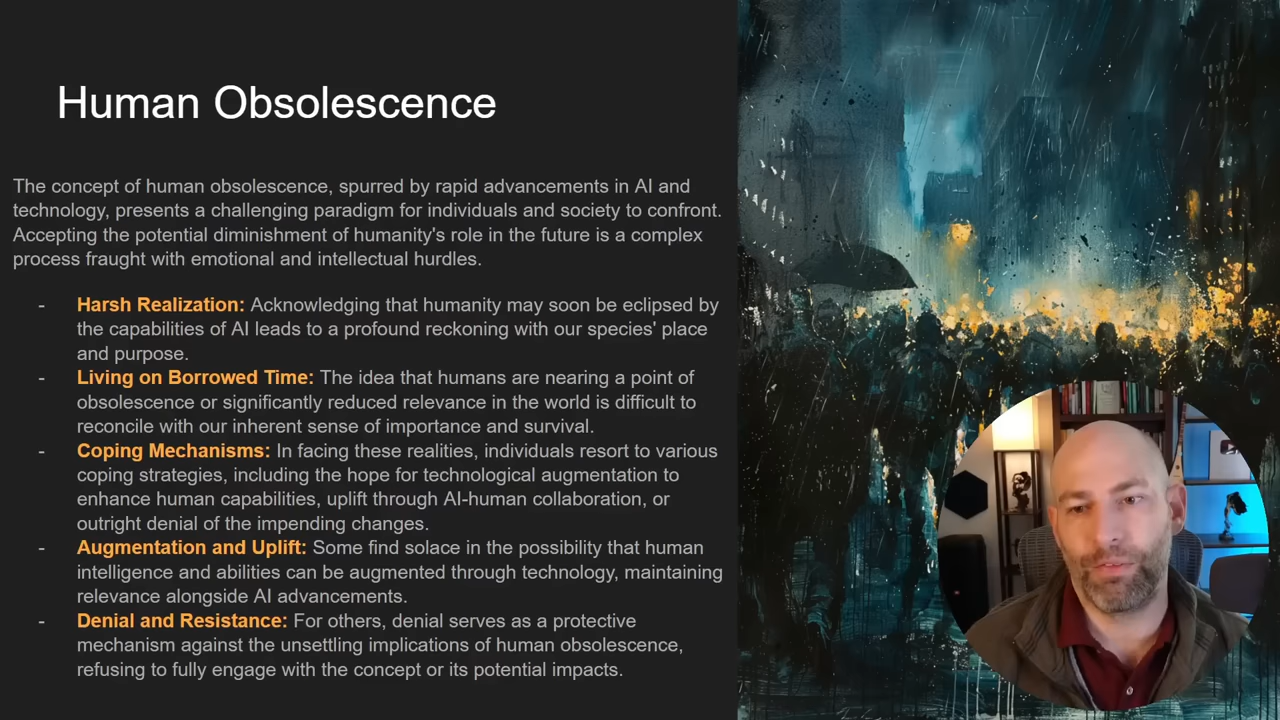 Human Obsolescence
The concept of human obsolescence, spurred by rapid advancements in AI and
technology, presents a challenging paradigm for individuals and society to confront.
Accepting the potential diminishment of humanity's role in the future is a complex
process fraught with emotional and intellectual hurdles.
- Harsh Realization: Acknowledging that humanity may soon be eclipsed by
the capabilities of AI leads to a profound reckoning with our species' place
and purpose.
- Living on Borrowed Time: The idea that humans are nearing a point of
obsolescence or significantly reduced relevance in the world is difficult to
reconcile with our inherent sense of importance and survival.
- Coping Mechanisms: In facing these realities, individuals resort to various
coping strategies, including the hope for technological augmentation to
enhance human capabilities, uplift through AI-human collaboration, or
outright denial of the impending changes.
- Augmentation and Uplift: Some find solace in the possibility that human
intelligence and abilities can be augmented through technology, maintaining
relevance alongside AI advancements.
- Denial and Resistance: For others, denial serves as a protective
mechanism against the unsettling implications of human obsolescence,
refusing to fully engage with the concept or its potential impacts.